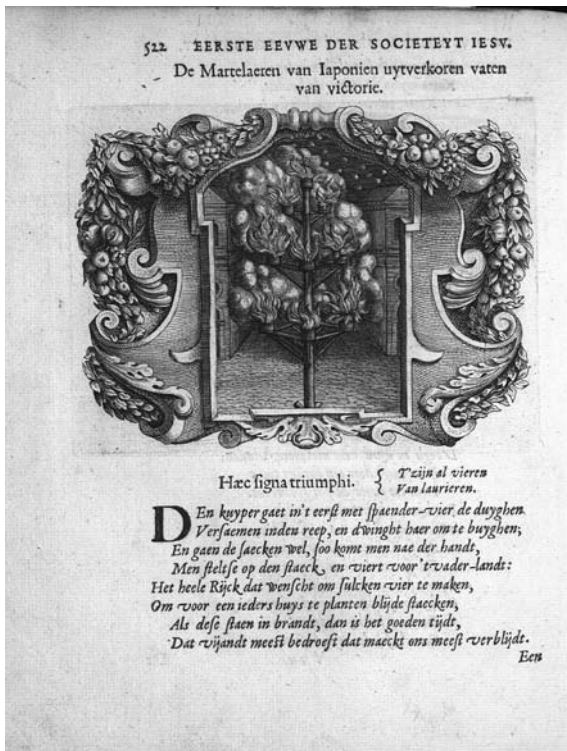 522 EERSTE EEVWE DER SOCIETEYT IESV.
De Martelaeren van Iaponien uytverkoren vaten
van victorie.
Hæc signa triumphi. { T'zijn al vieren
Van laurieren.
DEn kuyper gaet in't eerst met spaender-vier de duyghen
Versaemen inden reep, en dwinght haer om te buyghen;
En gaen de saecken wel, soo komt men nae der handt,
Men steltse op den staeck, en viert voor 't vader-landt:
Het heele Rijck dat wenscht om sulcken vier te maken,
Om voor een ieders huys te planten blijde staecken,
Als dese staen in brandt, dan is het goeden tijdt,
Dat vijandt meest bedroeft dat maeckt ons meest verblijdt.
Een